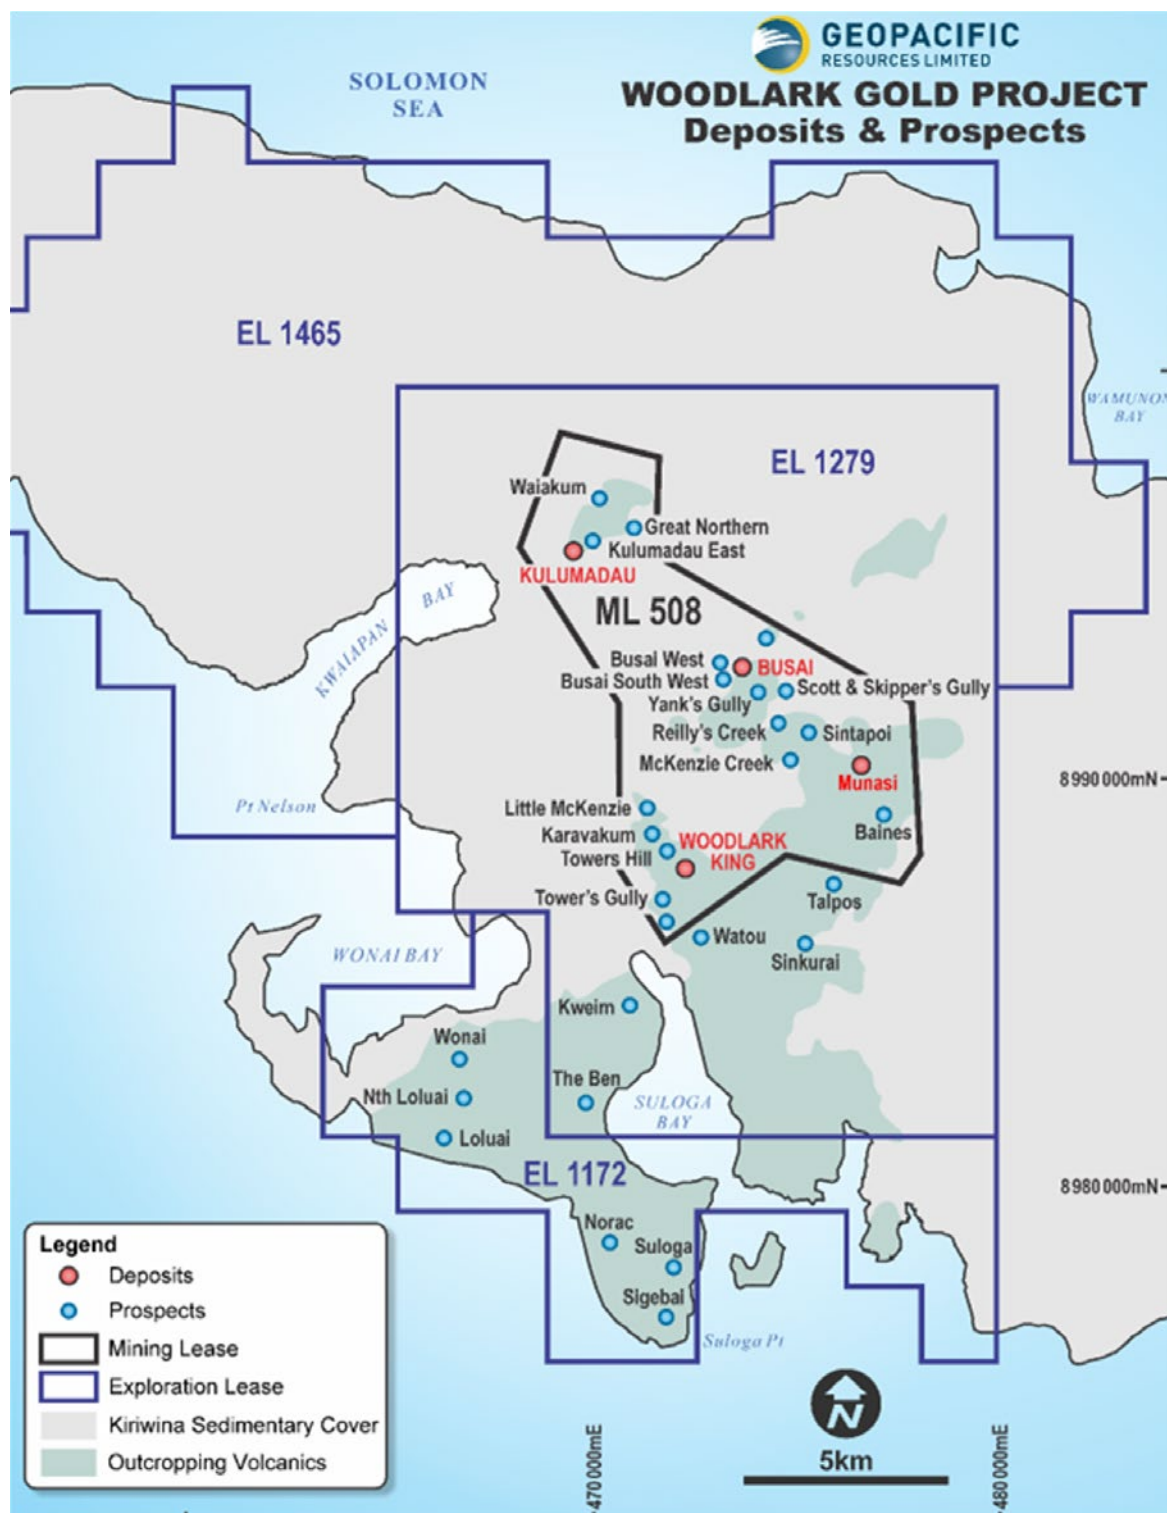 GEOPACIFIC
RESOURCES LIMITED
WOODLARK GOLD PROJECT
Deposits & Prospects
SOLOMON
SEA
EL 1465
WAMUNON
BAY
EL 1279
Waiakum
Great Northern
Kulumadau East
KULUMADAU
KWAIAPAN BAY
ML 508
Busai West
BUSAI
Busai South West
Scott & Skipper's Gully
Yank's Gully
Reilly's Creek
Sintapoi
McKenzie Creek
Munasi
8 990 000mN
Pt Nelson
Little McKenzie
Karavakum
WOODLARK
KING
Towers Hill
Baines
Tower's Gully
Talpos
Watou
WONAI BAY
Sinkurai
Kweim
Wonai
The Ben
Nth Loluai
SULOGA
BAY
Loluai
EL 1172
8 980 000mN
Norac
Suloga
Sigebai
Suloga Pt
Legend
Deposits
Prospects
Mining Lease
Exploration Lease
Kiriwina Sedimentary Cover
Outcropping Volcanics
N
5km
470 000mE
480 000mE